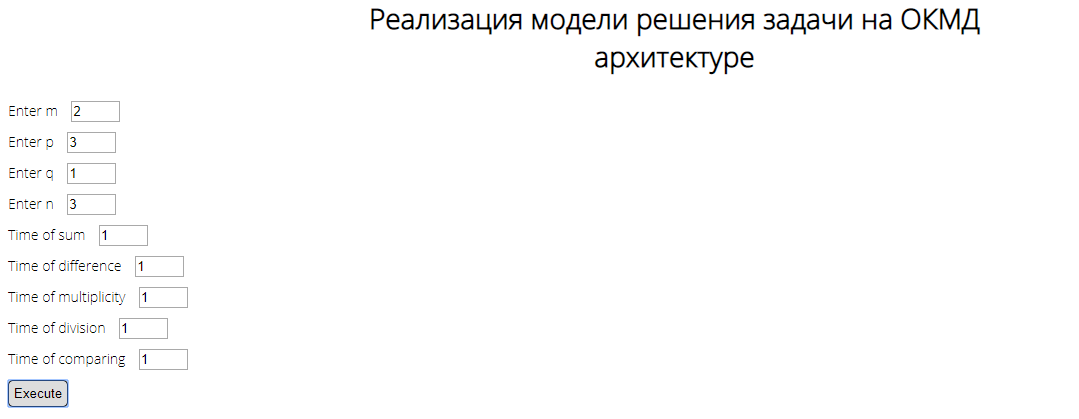 Реализация модели решения задачи на ОКМД
архитектуре
Enter m 2
Enter p 3
Enter q 1
Enter n 3
Time of sum 1
Time of difference 1
Time of multiplicity 1
Time of division 1
Time of comparing 1
Execute